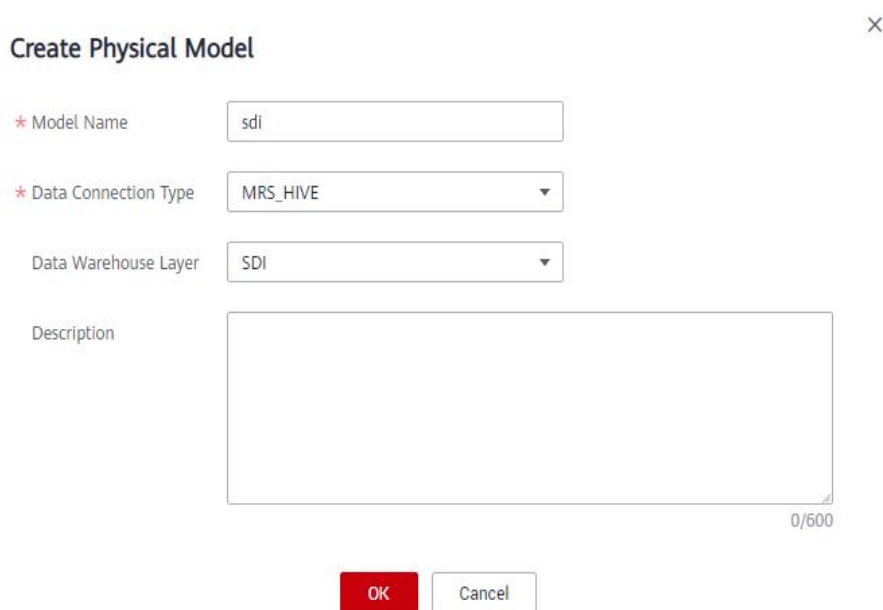 Create Physical Model
* Model Name sdi
* Data Connection Type MRS_HIVE
Data Warehouse Layer SDI
Description
0/600
OK Cancel